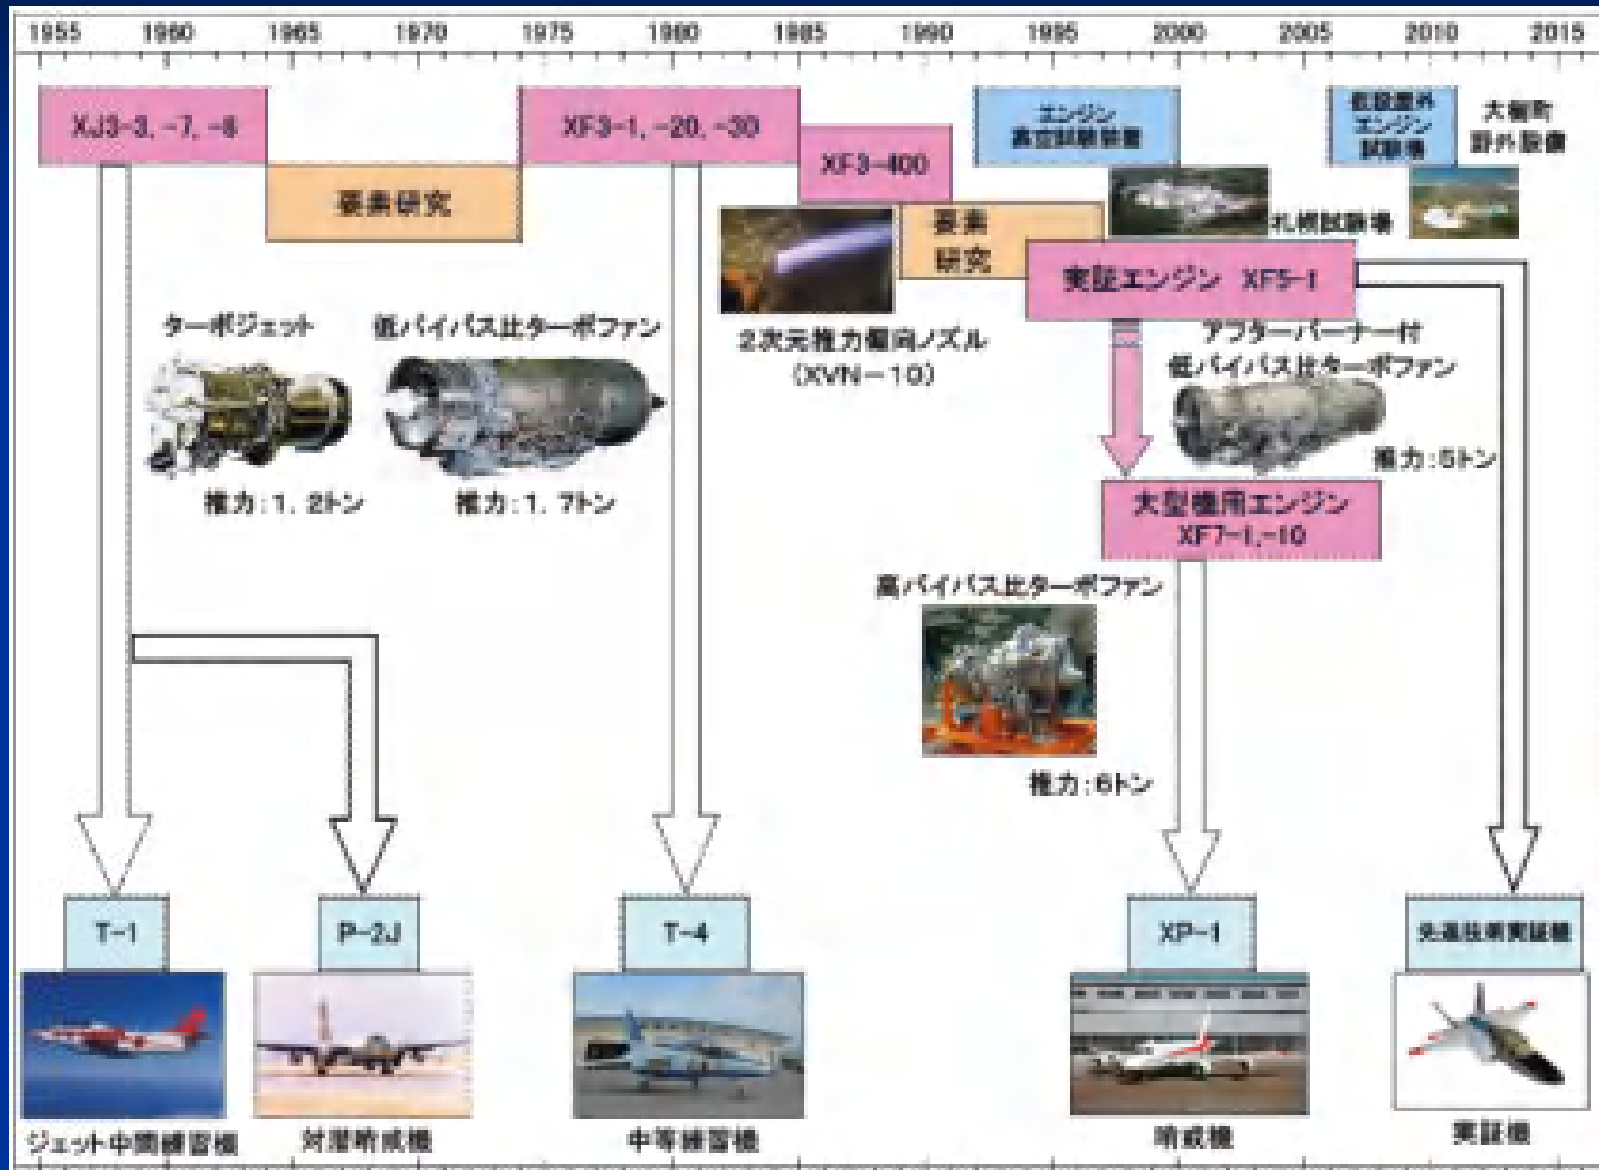 1955 1960 1965 1970 1975 1980 1985 1990 1995 2000 2005 2010 2015
XJ3-3, -7, -8
XF3-1, -20, -30
エンジン
高空試験装置
エンジン
試験機
大樹町
野外設備
XF3-400
要素研究
要素
研究
札幌試験場
実証エンジン XF5-1
ターボジェット
低バイパス比ターボファン
2次元推力偏向ノズル
(XVN-10)
アフターバーナー付
低バイパス比ターボファン
推力:5トン
推力:1.2トン
推力:1.7トン
大型機用エンジン
XF7-1,-10
高バイパス比ターボファン
推力:6トン
T-1
P-2J
T-4
XP-1
先進技術実証機
ジェット中間練習機
対潜哨戒機
中等練習機
哨戒機
実証機